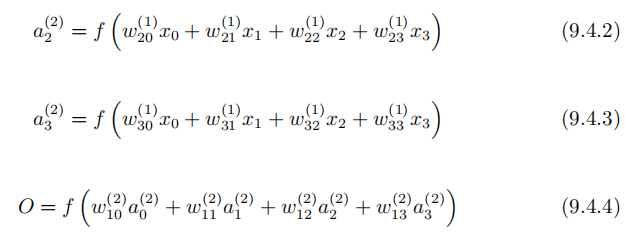 a_2^{(2)} = f \left( w_{20}^{(1)} x_0 + w_{21}^{(1)} x_1 + w_{22}^{(1)} x_2 + w_{23}^{(1)} x_3 \right) (9.4.2)
a_3^{(2)} = f \left( w_{30}^{(1)} x_0 + w_{31}^{(1)} x_1 + w_{32}^{(1)} x_2 + w_{33}^{(1)} x_3 \right) (9.4.3)
O = f \left( w_{10}^{(2)} a_0^{(2)} + w_{11}^{(2)} a_1^{(2)} + w_{12}^{(2)} a_2^{(2)} + w_{13}^{(2)} a_3^{(2)} \right) (9.4.4)